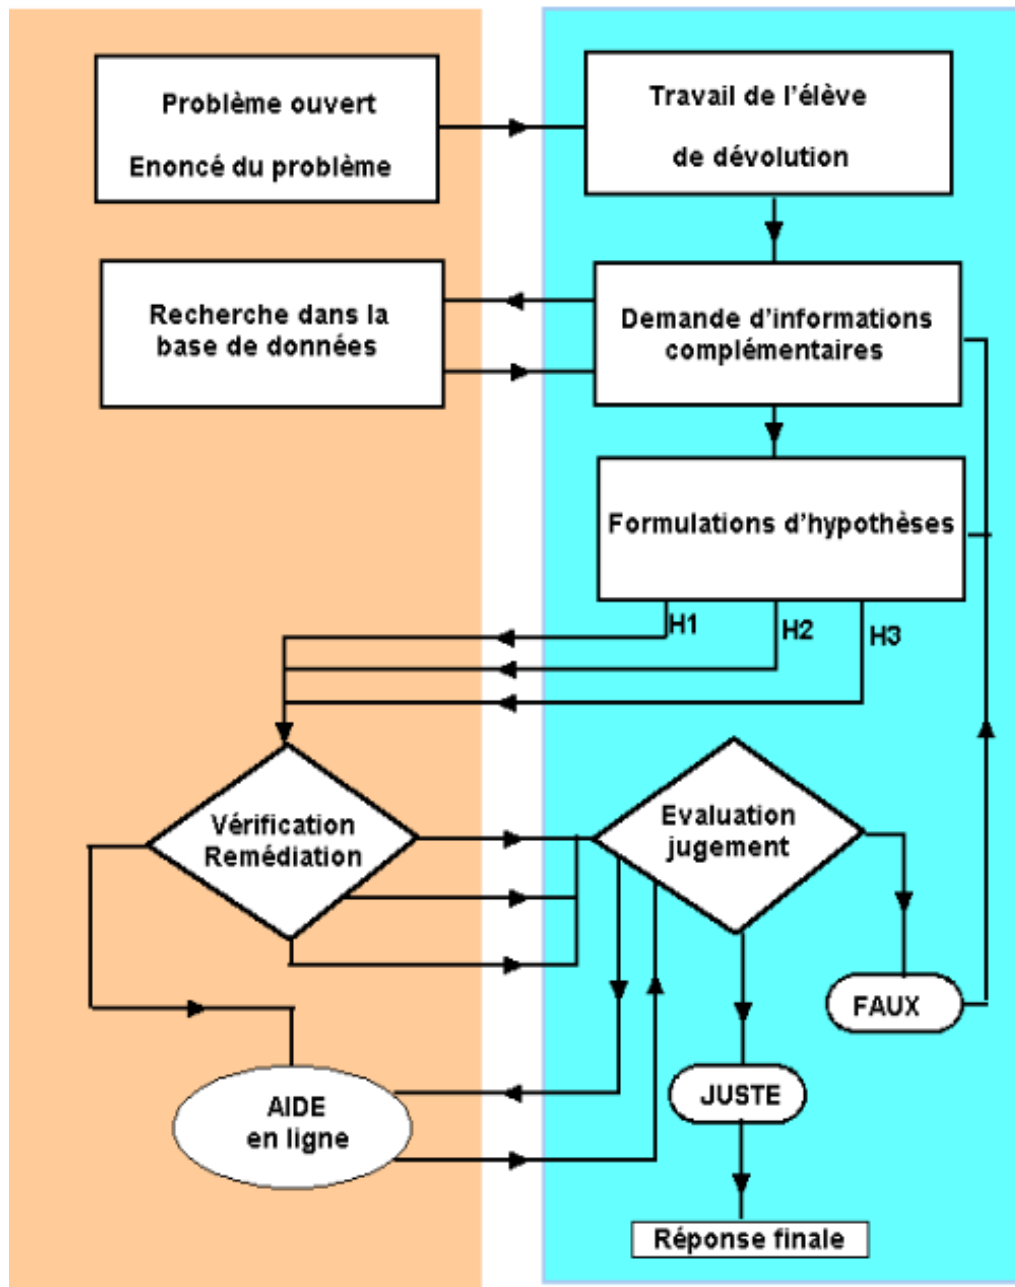 Problème ouvert
Enoncé du problème
Travail de l'élève
de dévolution
Recherche dans la
base de données
Demande d'informations
complémentaires
Formulations d'hypothèses
H1
H2
H3
Vérification
Remédiation
Evaluation
jugement
FAUX
JUSTE
AIDE
en ligne
Réponse finale